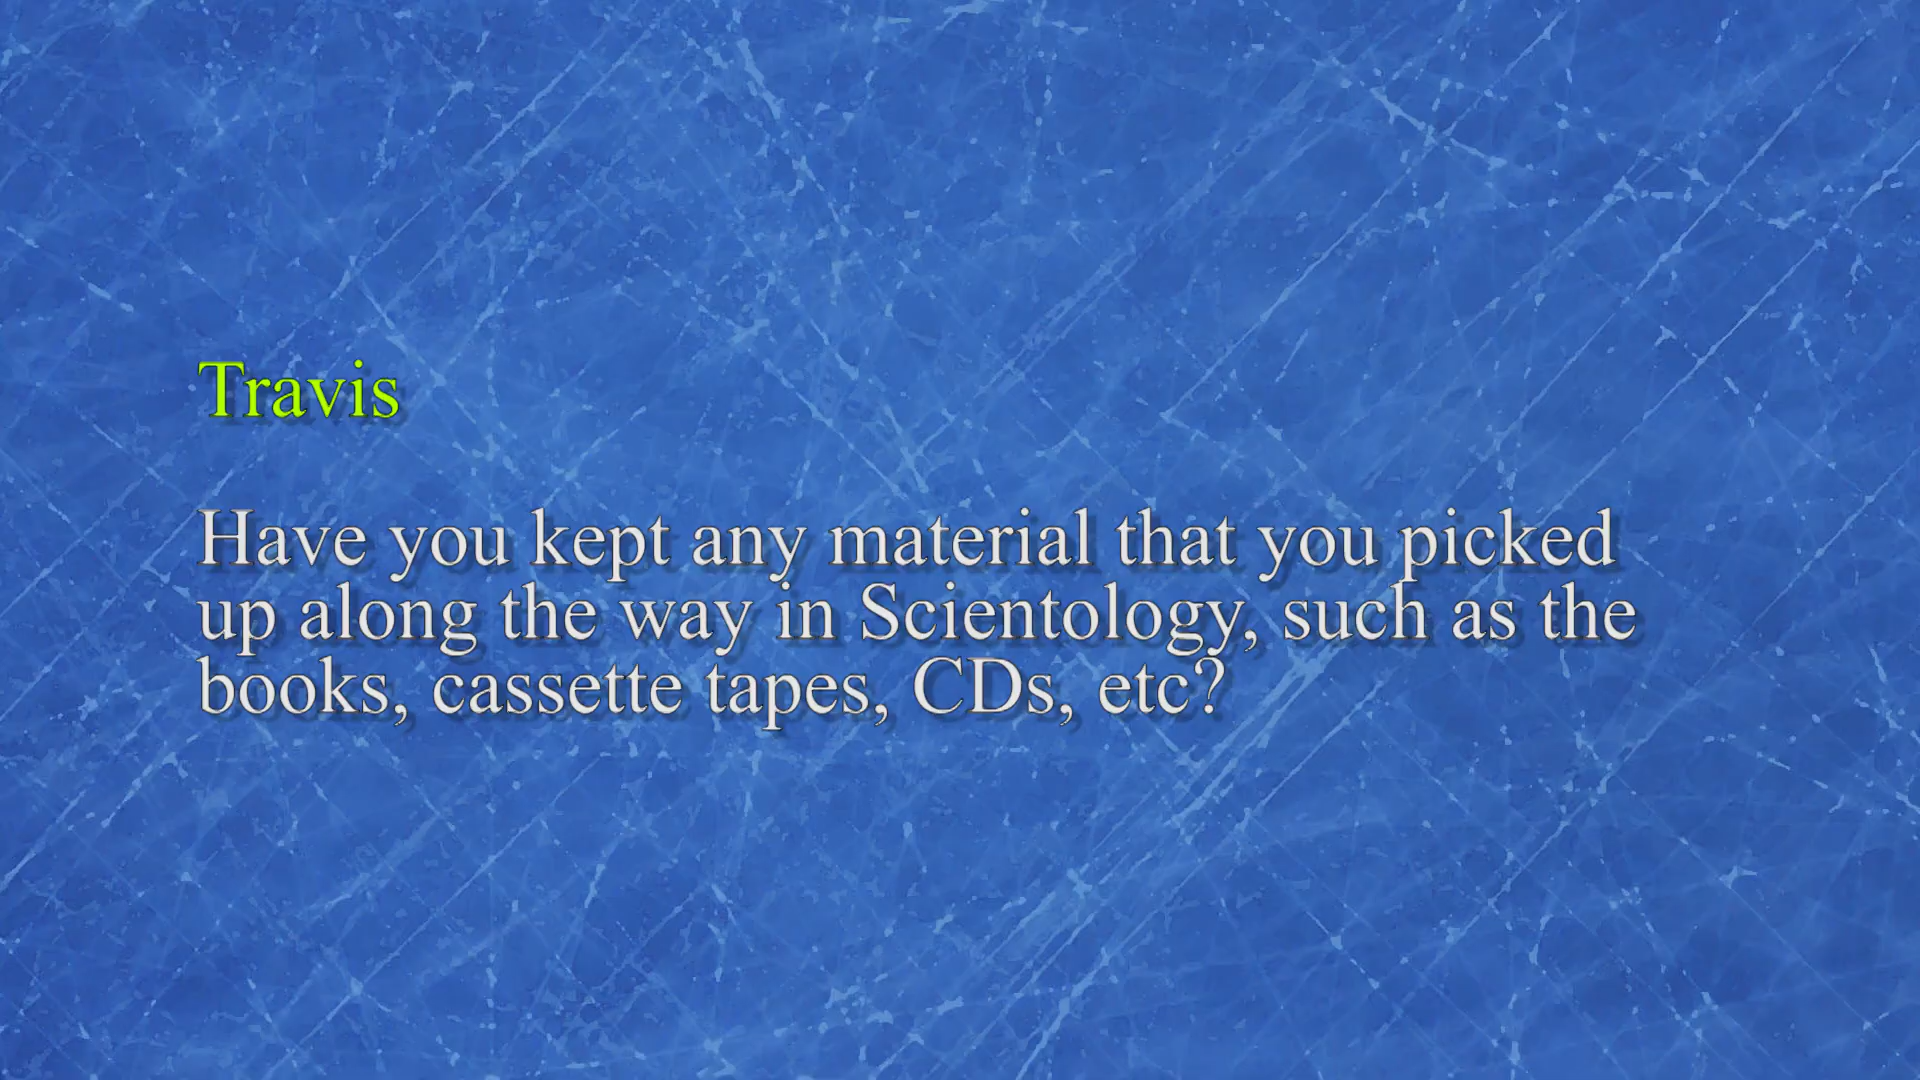 Travis
Have you kept any material that you picked
up along the way in Scientology, such as the
books, cassette tapes, CDs, etc?